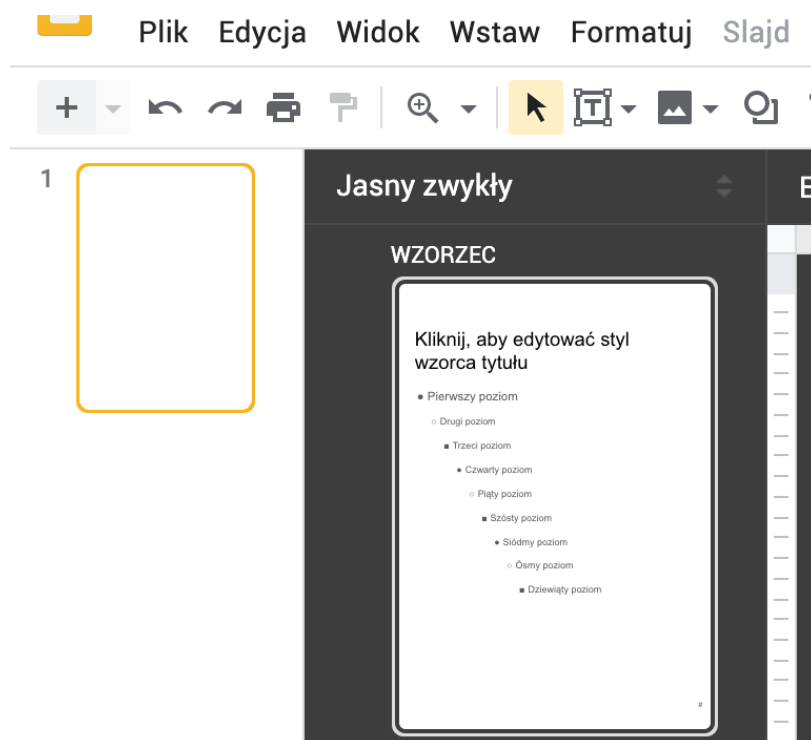 Plik Edycja Widok Wstaw Formatuj Slajd
1
Jasny zwykły
WZORZEC
Kliknij, aby edytować styl
wzorca tytułu
● Pierwszy poziom
○ Drugi poziom
■ Trzeci poziom
● Czwarty poziom
○ Piąty poziom
■ Szósty poziom
● Siódmy poziom
○ Ósmy poziom
■ Dziewiąty poziom
#